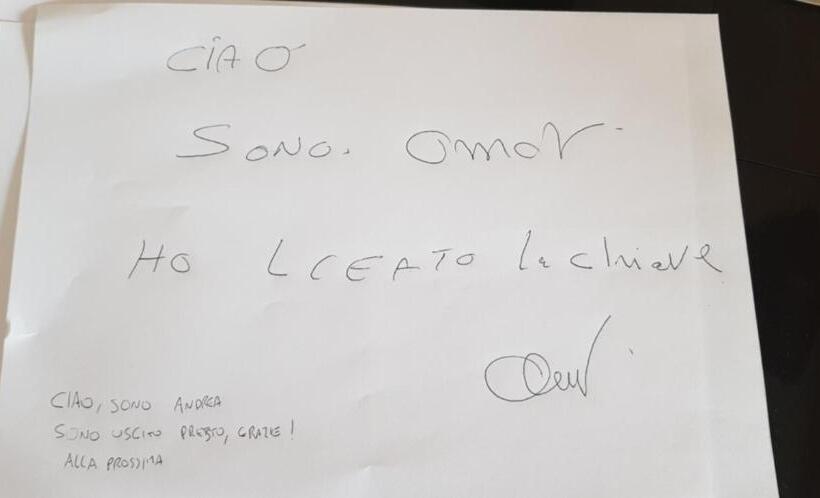 CIAO
SONO. Omar
HO LCEATO la chiave
CIAO, SONO ANDREA
SONO USCITO PRESTO, GRAZIE!
ALLA PROSSIMA